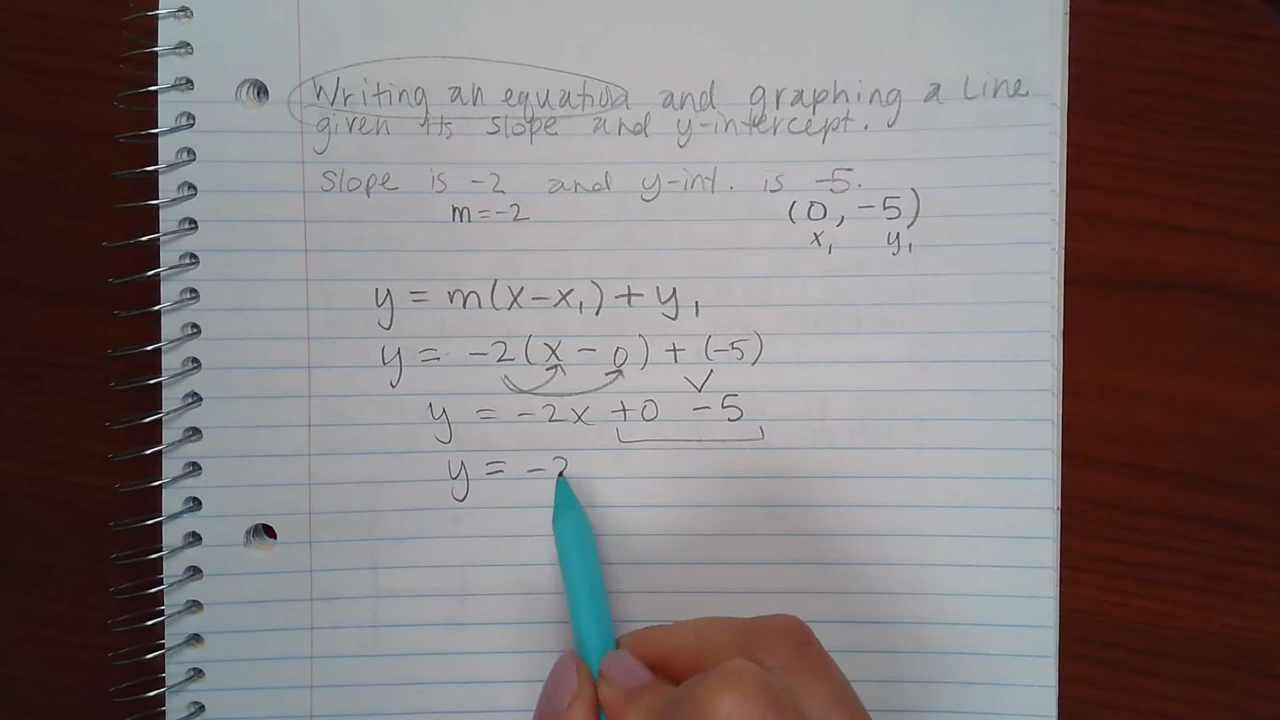 Writing an equation and graphing a line
given its slope and y-intercept.
Slope is -2 and y-int. is -5.
m=-2 (0, -5)
x₁ y₁
y = m(x-x₁)+y₁
y = -2(x-0)+(-5)
y = -2x+0 -5
y = -2